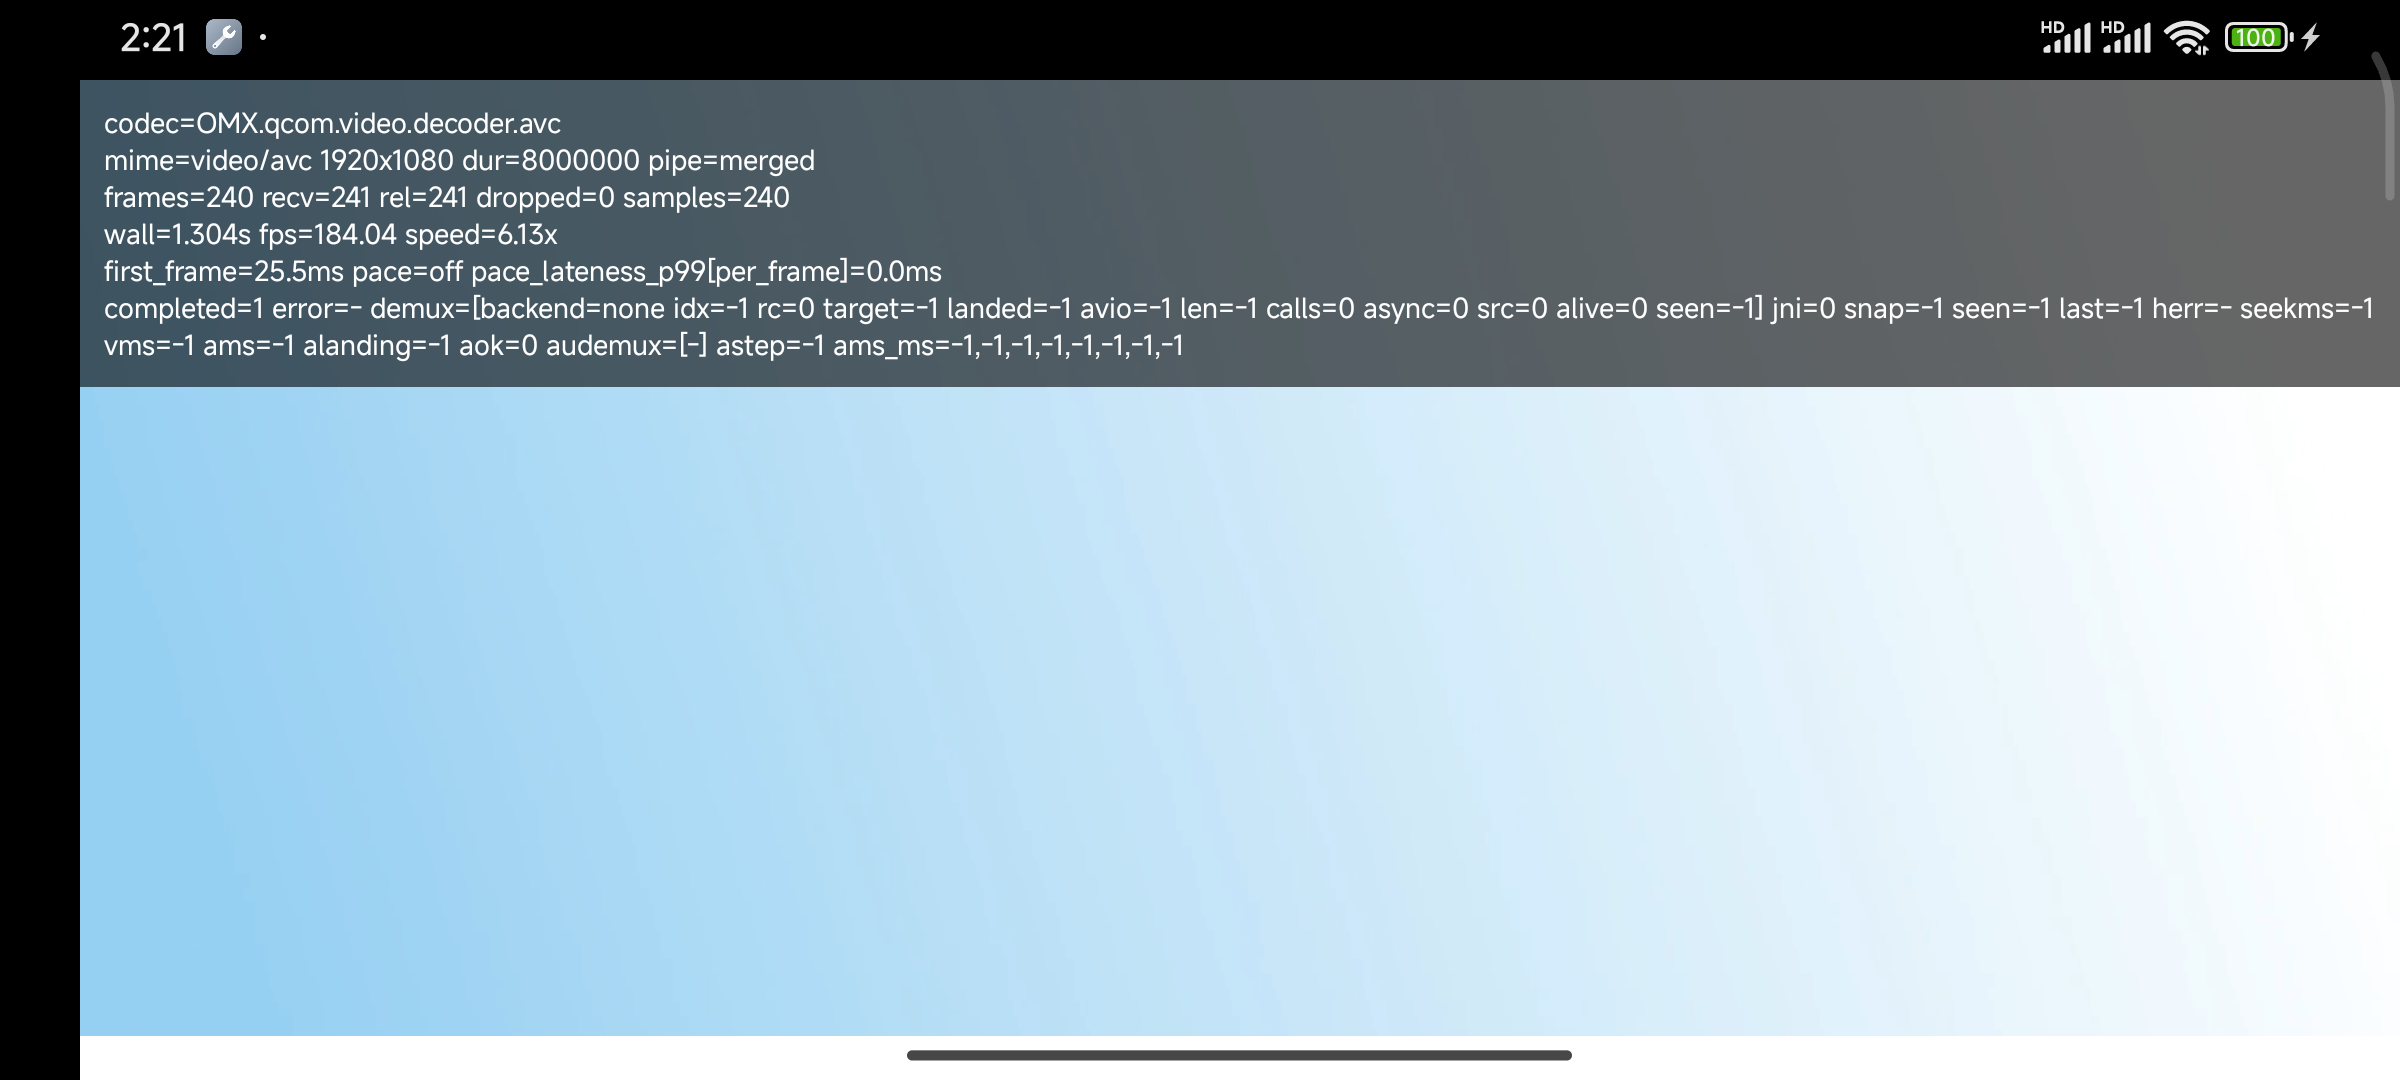 2:21
HD HD 100
codec=OMX.qcom.video.decoder.avc
mime=video/avc 1920x1080 dur=8000000 pipe=merged
frames=240 recv=241 rel=241 dropped=0 samples=240
wall=1.304s fps=184.04 speed=6.13x
first_frame=25.5ms pace=off pace_lateness_p99[per_frame]=0.0ms
completed=1 error=- demux=[backend=none idx=-1 rc=0 target=-1 landed=-1 avio=-1 len=-1 calls=0 async=0 src=0 alive=0 seen=-1] jni=0 snap=-1 seen=-1 last=-1 herr=- seekms=-1
vms=-1 ams=-1 alanding=-1 aok=0 audemux=[-] astep=-1 ams_ms=-1,-1,-1,-1,-1,-1,-1,-1